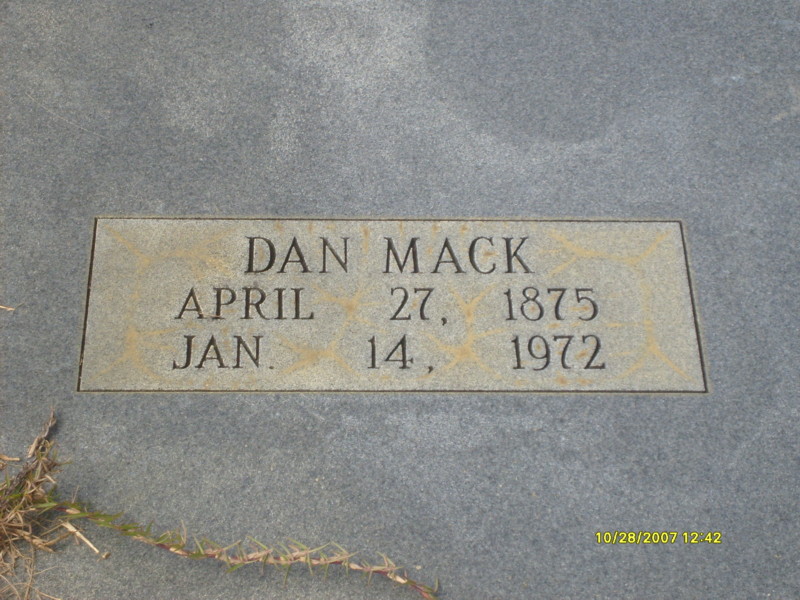 DAN MACK
APRIL 27, 1875
JAN. 14, 1972
10/28/2007 12:42